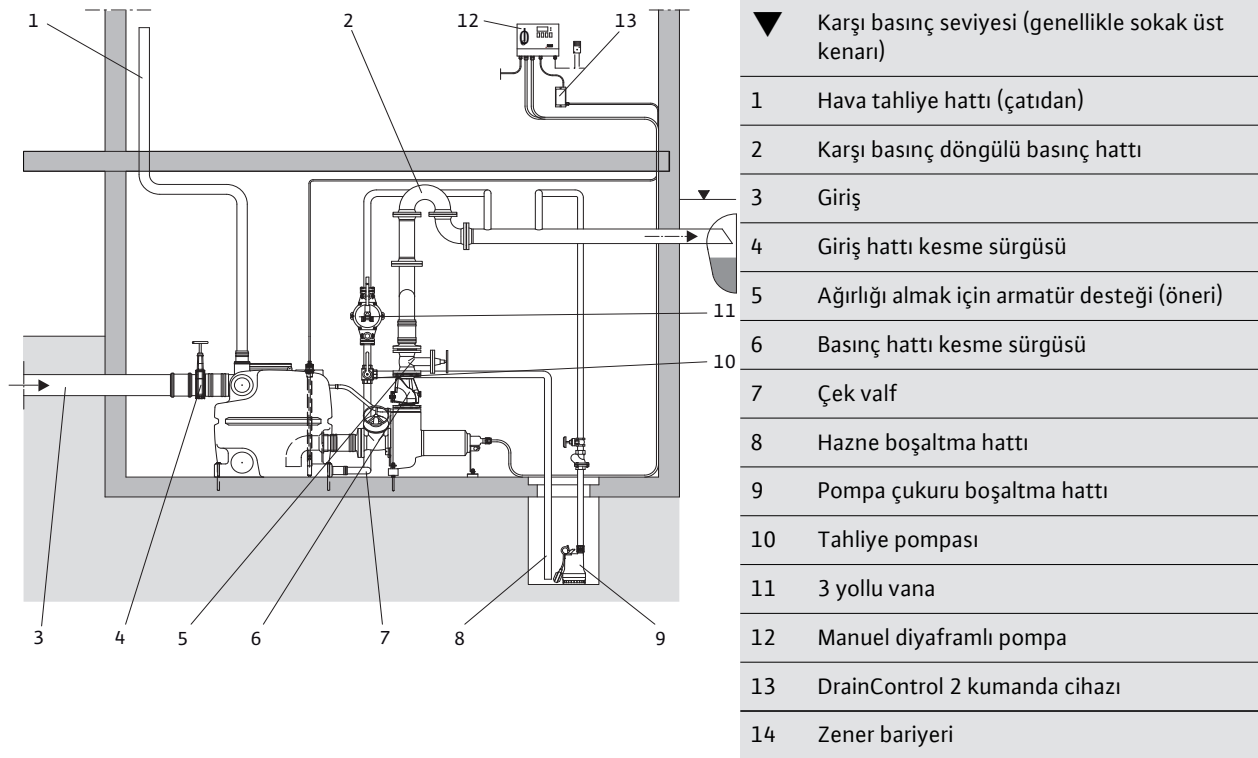 1
2
12
13
11
10
3
4
5
6
7
8
9
▼ Karşı basınç seviyesi (genellikle sokak üst
kenarı)
1 Hava tahliye hattı (çatıdan)
2 Karşı basınç döngülü basınç hattı
3 Giriş
4 Giriş hattı kesme sürgüsü
5 Ağırlığı almak için armatür desteği (öneri)
6 Basınç hattı kesme sürgüsü
7 Çek valf
8 Hazne boşaltma hattı
9 Pompa çukuru boşaltma hattı
10 Tahliye pompası
11 3 yollu vana
12 Manuel diyaframlı pompa
13 DrainControl 2 kumanda cihazı
14 Zener bariyeri